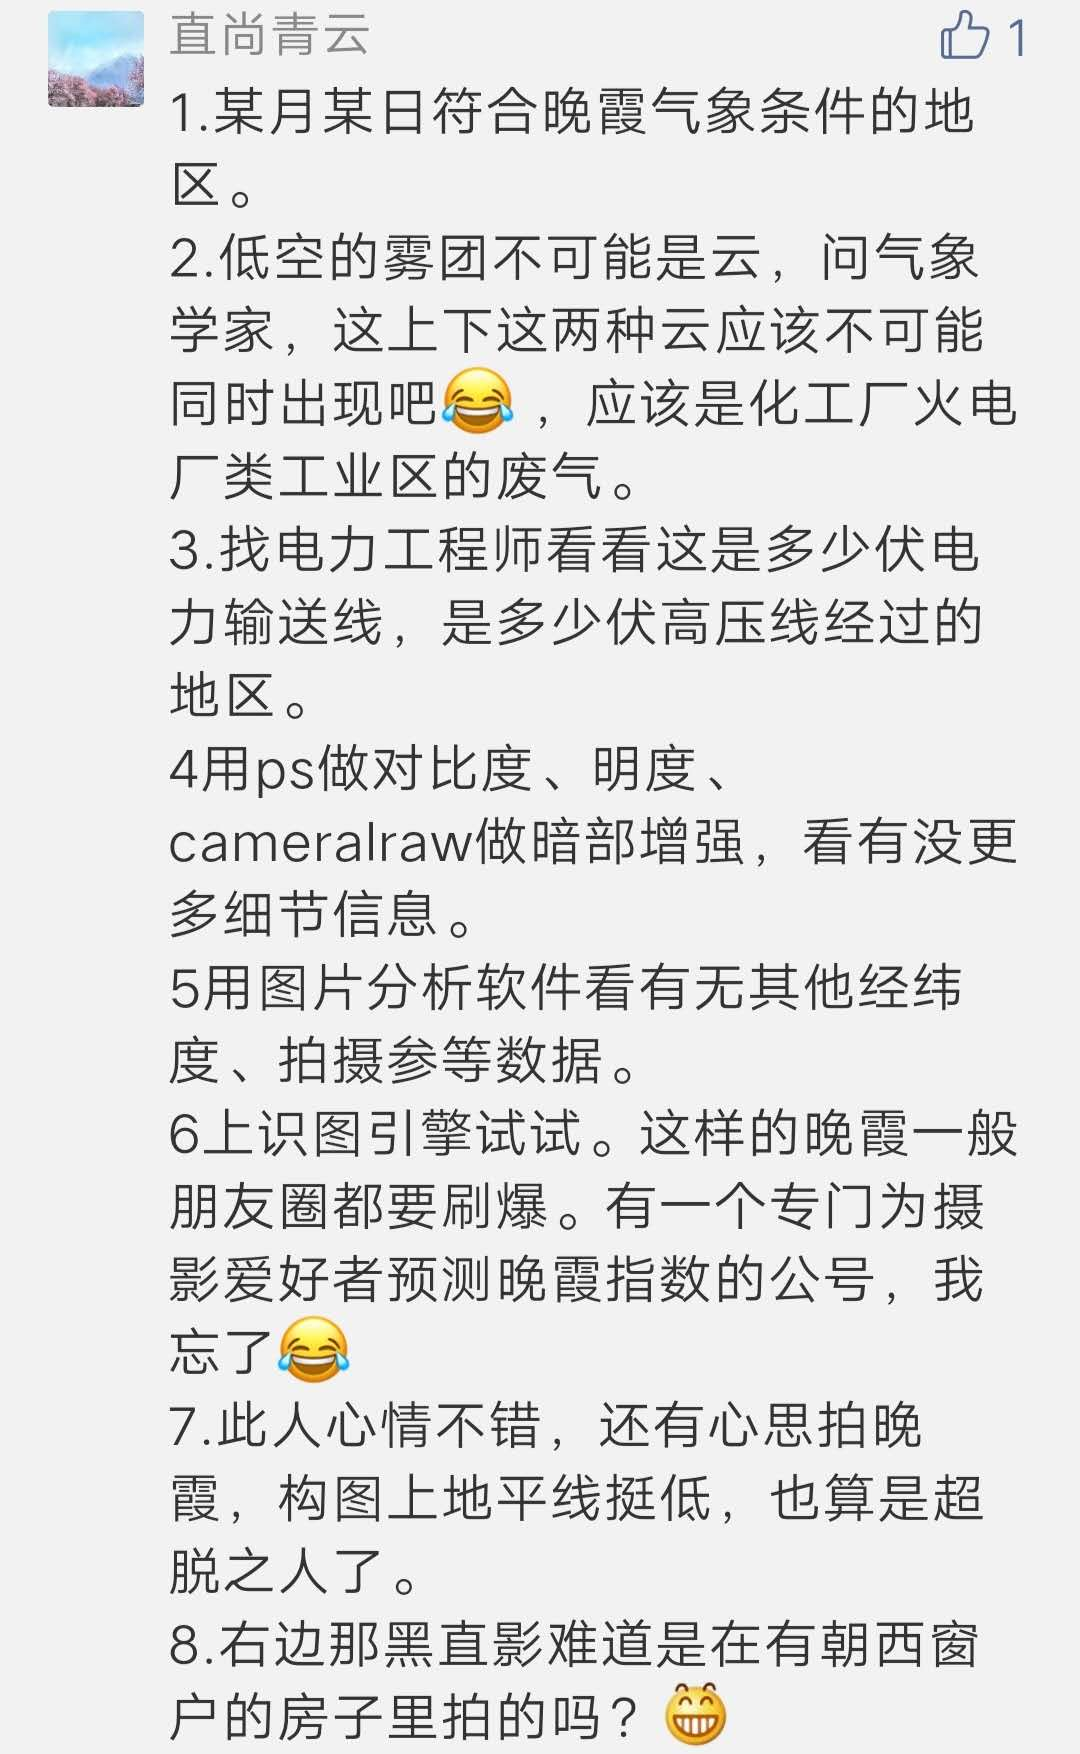 直尚青云
1
1.某月某日符合晚霞气象条件的地
区。
2.低空的雾团不可能是云，问气象
学家，这上下这两种云应该不可能
同时出现吧😂，应该是化工厂火电
厂类工业区的废气。
3.找电力工程师看看这是多少伏电
力输送线，是多少伏高压线经过的
地区。
4用ps做对比度、明度、
cameralraw做暗部增强，看有没更
多细节信息。
5用图片分析软件看有无其他经纬
度、拍摄参等数据。
6上识图引擎试试。这样的晚霞一般
朋友圈都要刷爆。有一个专门为摄
影爱好者预测晚霞指数的公号，我
忘了😂
7.此人心情不错，还有心思拍晚
霞，构图上地平线挺低，也算是超
脱之人了。
8.右边那黑直影难道是在有朝西窗
户的房子里拍的吗？😁